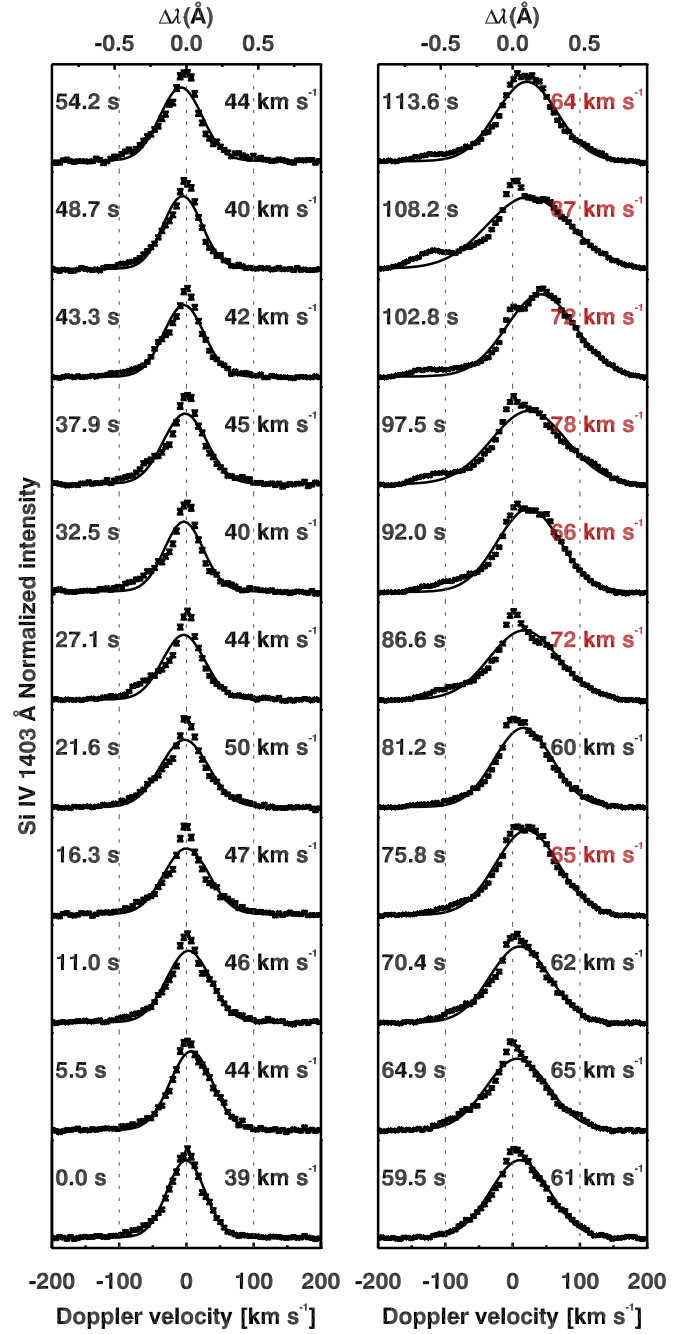 Δλ(Å)
-0.5 0.0 0.5
54.2 s 44 km s⁻¹
48.7 s 40 km s⁻¹
43.3 s 42 km s⁻¹
37.9 s 45 km s⁻¹
32.5 s 40 km s⁻¹
27.1 s 44 km s⁻¹
21.6 s 50 km s⁻¹
16.3 s 47 km s⁻¹
11.0 s 46 km s⁻¹
5.5 s 44 km s⁻¹
0.0 s 39 km s⁻¹
-200 -100 0 100 200
Doppler velocity [km s⁻¹]
Si IV 1403 Å Normalized intensity
Δλ(Å)
-0.5 0.0 0.5
113.6 s 64 km s⁻¹
108.2 s 87 km s⁻¹
102.8 s 72 km s⁻¹
97.5 s 78 km s⁻¹
92.0 s 66 km s⁻¹
86.6 s 72 km s⁻¹
81.2 s 60 km s⁻¹
75.8 s 65 km s⁻¹
70.4 s 62 km s⁻¹
64.9 s 65 km s⁻¹
59.5 s 61 km s⁻¹
-200 -100 0 100 200
Doppler velocity [km s⁻¹]